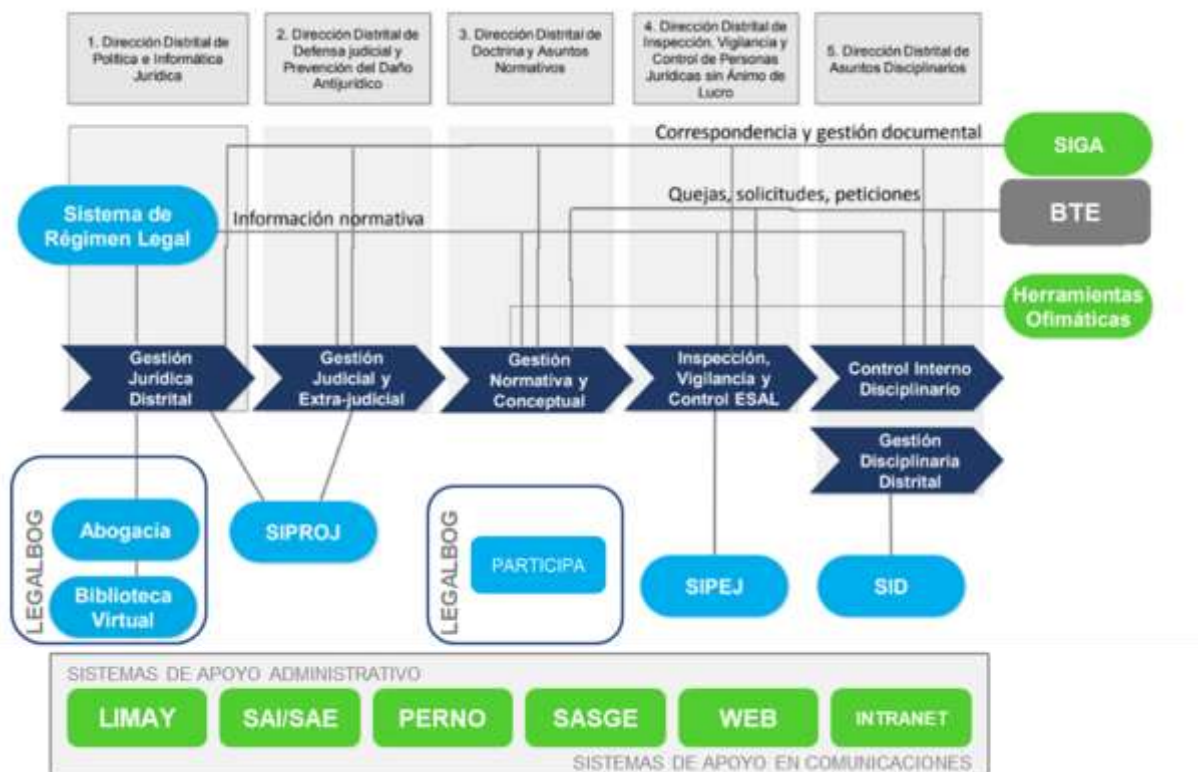 1. Dirección Distrital de
Política e Informática
Jurídica
2. Dirección Distrital de
Defensa judicial y
Prevención del Daño
Antijurídico
3. Dirección Distrital de
Doctrina y Asuntos
Normativos
4. Dirección Distrital de
Inspección, Vigilancia y
Control de Personas
Jurídicas sin Ánimo de
Lucro
5. Dirección Distrital de
Asuntos Disciplinarios
Correspondencia y gestión documental
SIGA
Quejas, solicitudes, peticiones
BTE
Sistema de
Régimen Legal
Información normativa
Herramientas
Ofimáticas
Gestión
Jurídica
Distrital
Gestión
Judicial y
Extra-judicial
Gestión
Normativa y
Conceptual
Inspección,
Vigilancia y
Control ESAL
Control Interno
Disciplinario
Gestión
Disciplinaria
Distrital
LEGALBOG
Abogacía
Biblioteca
Virtual
SIPROJ
LEGALBOG
PARTICIPA
SIPEJ
SID
SISTEMAS DE APOYO ADMINISTRATIVO
LIMAY
SAI/SAE
PERNO
SASGE
WEB
INTRANET
SISTEMAS DE APOYO EN COMUNICACIONES